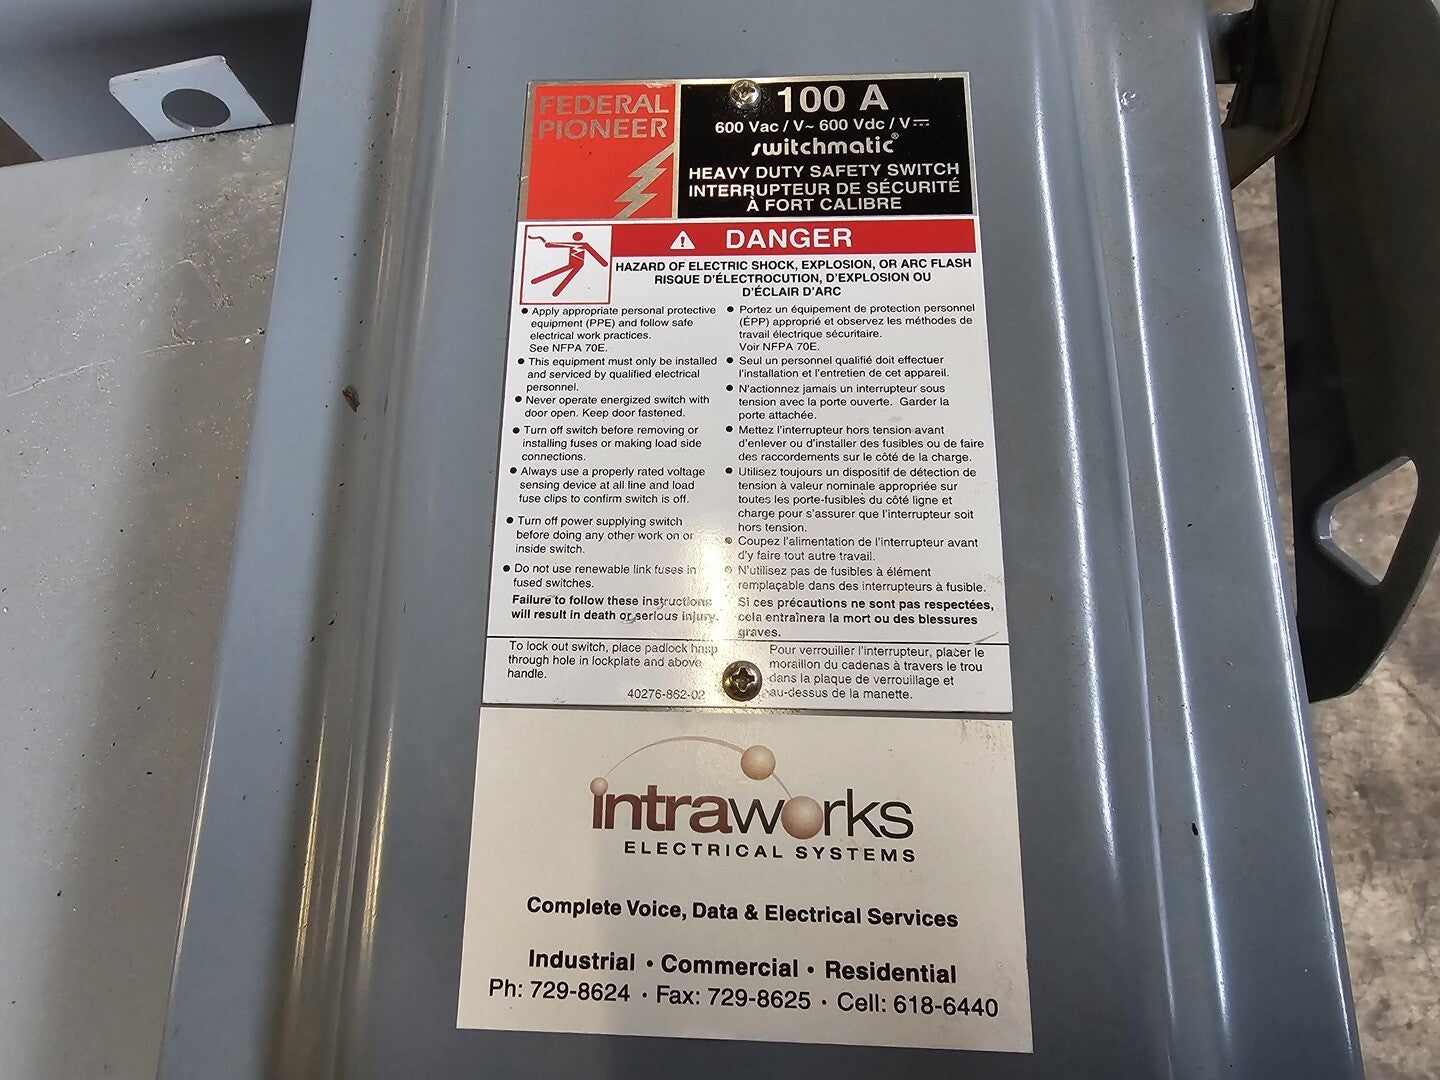 FEDERAL
PIONEER
100 A
600 Vac / V~ 600 Vdc / V⎓
switchmatic®
HEAVY DUTY SAFETY SWITCH
INTERRUPTEUR DE SÉCURITÉ
À FORT CALIBRE
DANGER
HAZARD OF ELECTRIC SHOCK, EXPLOSION, OR ARC FLASH
RISQUE D'ÉLECTROCUTION, D'EXPLOSION OU
D'ÉCLAIR D'ARC
● Apply appropriate personal protective
equipment (PPE) and follow safe
electrical work practices.
See NFPA 70E.
● This equipment must only be installed
and serviced by qualified electrical
personnel.
● Never operate energized switch with
door open. Keep door fastened.
● Turn off switch before removing or
installing fuses or making load side
connections.
● Always use a properly rated voltage
sensing device at all line and load
fuse clips to confirm switch is off.
● Turn off power supplying switch
before doing any other work on or
inside switch.
● Do not use renewable link fuses in
fused switches.
Failure to follow these instructions
will result in death or serious injury.
● Portez un équipement de protection personnel
(ÉPP) approprié et observez les méthodes de
travail électrique sécuritaire.
Voir NFPA 70E.
● Seul un personnel qualifié doit effectuer
l'installation et l'entretien de cet appareil.
● N'actionnez jamais un interrupteur sous
tension avec la porte ouverte. Garder la
porte attachée.
● Mettez l'interrupteur hors tension avant
d'enlever ou d'installer des fusibles ou de faire
des raccordements sur le côté de la charge.
● Utilisez toujours un dispositif de détection de
tension à valeur nominale appropriée sur
toutes les porte-fusibles du côté ligne et
charge pour s'assurer que l'interrupteur soit
hors tension.
● Coupez l'alimentation de l'interrupteur avant
d'y faire tout autre travail.
● N'utilisez pas de fusibles à élément
remplaçable dans des interrupteurs à fusible.
Si ces précautions ne sont pas respectées,
cela entraînera la mort ou des blessures
graves.
To lock out switch, place padlock hasp
through hole in lockplate and above
handle.
40276-862-02
Pour verrouiller l'interrupteur, placer le
moraillon du cadenas à travers le trou
dans la plaque de verrouillage et
au-dessus de la manette.
intraworks
ELECTRICAL SYSTEMS
Complete Voice, Data & Electrical Services
Industrial • Commercial • Residential
Ph: 729-8624 • Fax: 729-8625 • Cell: 618-6440